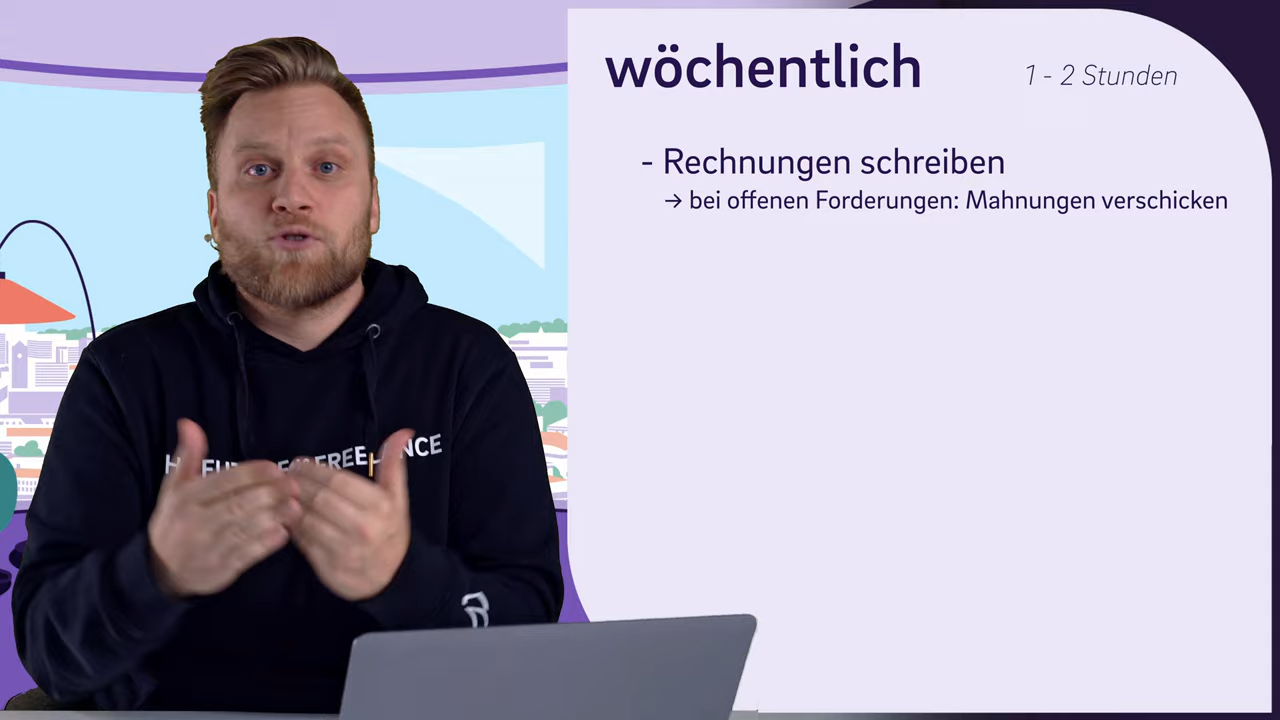 wöchentlich
1 - 2 Stunden
- Rechnungen schreiben
→ bei offenen Forderungen: Mahnungen verschicken